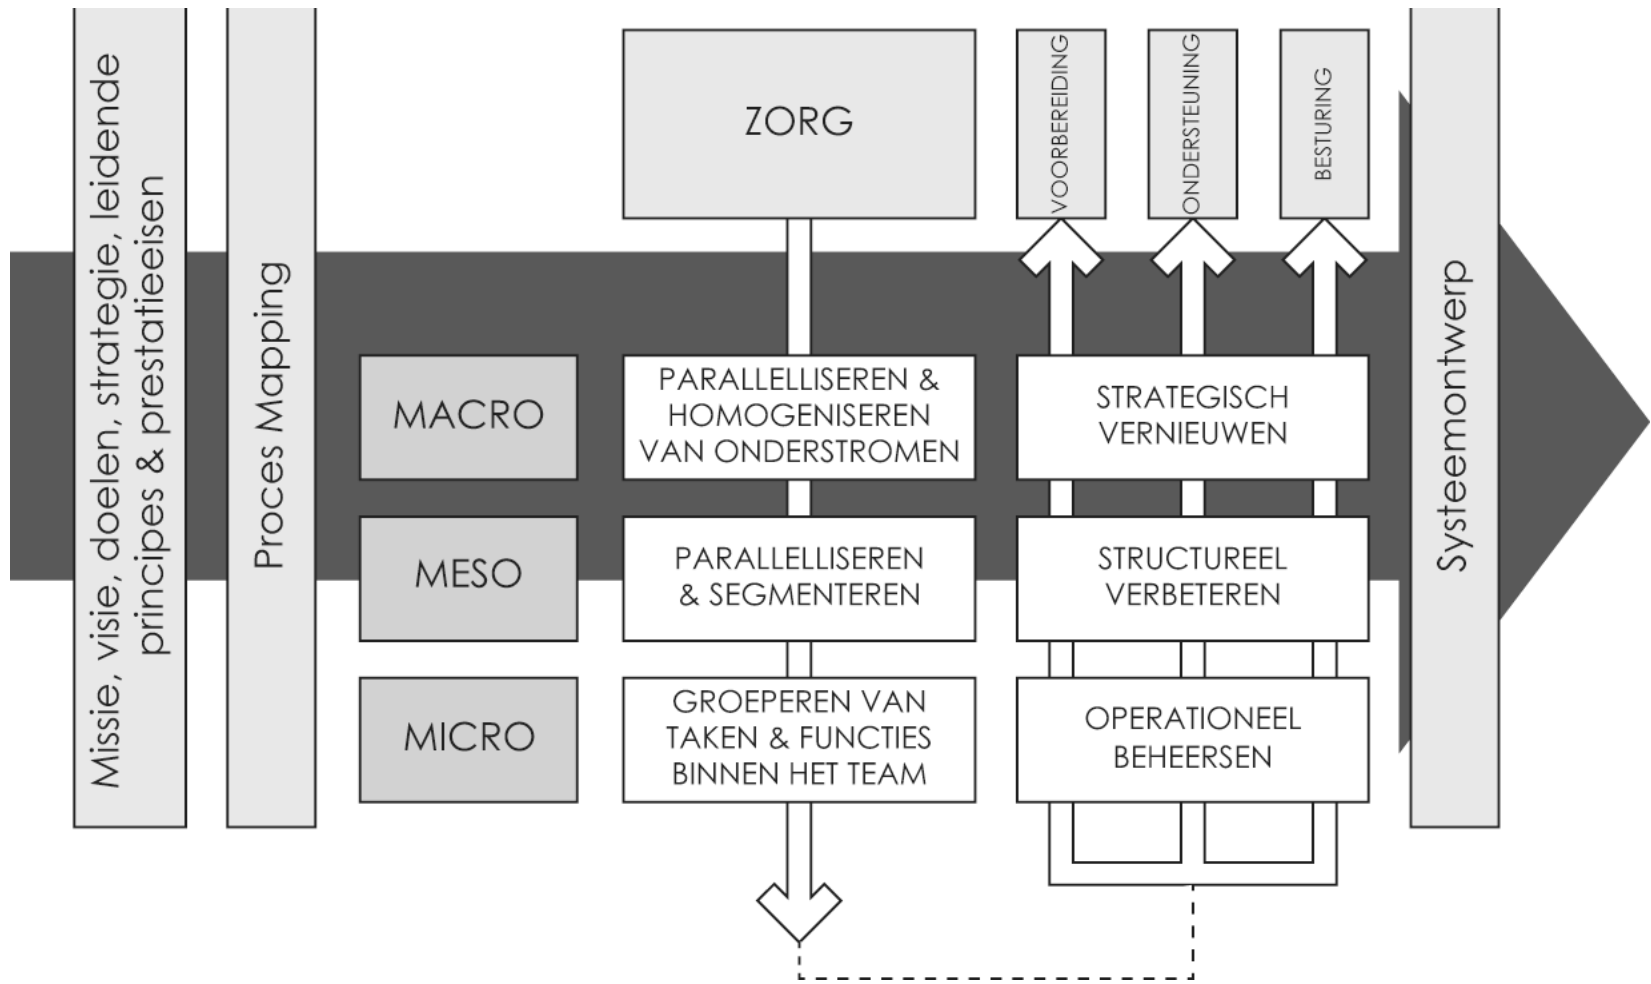 Missie, visie, doelen, strategie, leidende
principes & prestatieeisen
Proces Mapping
ZORG
VOORBEREIDING
ONDERSTEUNING
BESTURING
MACRO
PARALLELLISEREN &
HOMOGENISEREN
VAN ONDERSTROMEN
STRATEGISCH
VERNIEUWEN
MESO
PARALLELLISEREN
& SEGMENTEREN
STRUCTUREEL
VERBETEREN
MICRO
GROEPEREN VAN
TAKEN & FUNCTIES
BINNEN HET TEAM
OPERATIONEEL
BEHEERSEN
Systeemontwerp